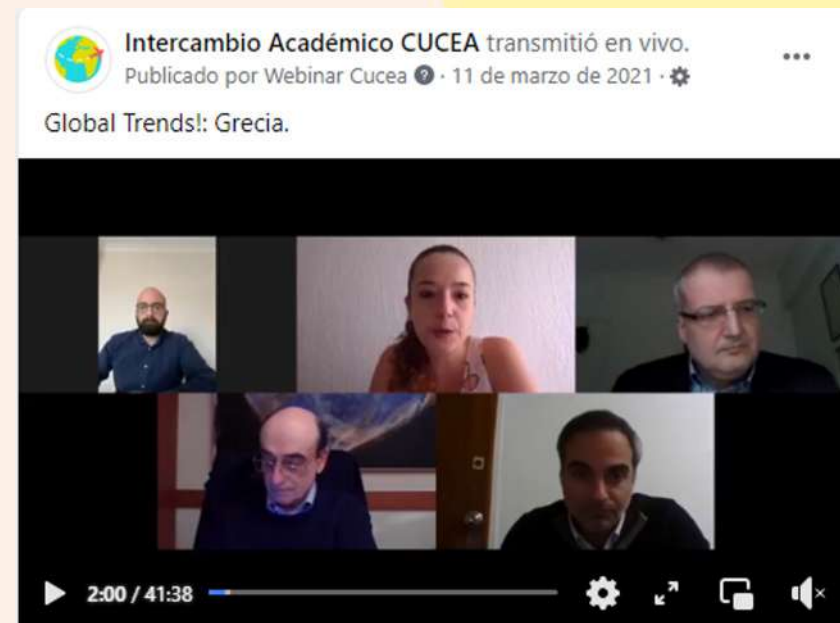 Intercambio Académico CUCEA transmitió en vivo.
Publicado por Webinar Cucea · 11 de marzo de 2021 ·
Global Trends!: Grecia.
2:00 / 41:38